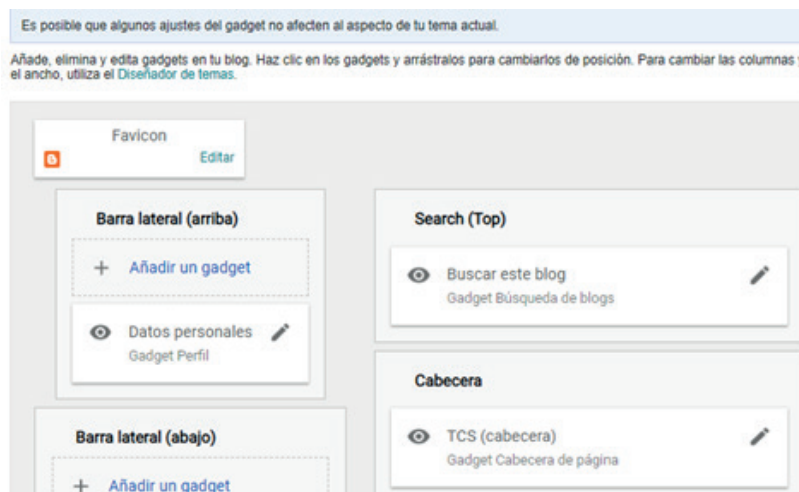 Es posible que algunos ajustes del gadget no afecten al aspecto de tu tema actual.
Añade, elimina y edita gadgets en tu blog. Haz clic en los gadgets y arrástralos para cambiarlos de posición. Para cambiar las columnas y
el ancho, utiliza el Diseñador de temas.
Favicon
Editar
Barra lateral (arriba)
+ Añadir un gadget
Datos personales
Gadget Perfil
Barra lateral (abajo)
+ Añadir un gadget
Search (Top)
Buscar este blog
Gadget Búsqueda de blogs
Cabecera
TCS (cabecera)
Gadget Cabecera de página